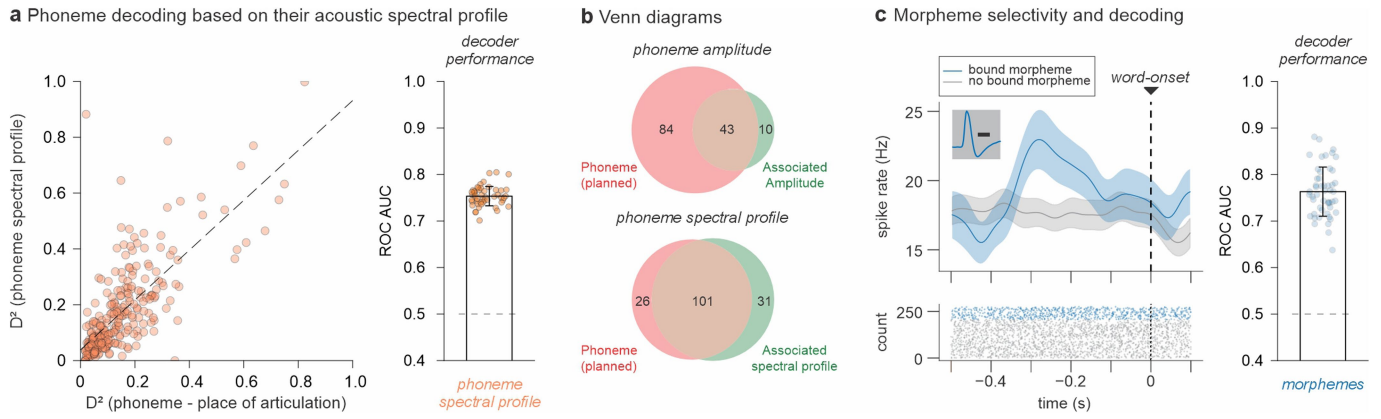 a Phoneme decoding based on their acoustic spectral profile
decoder
performance
1.0
0.8
0.6
0.4
0.2
0
D² (phoneme spectral profile)
0
0.2
0.4
0.6
0.8
1.0
D² (phoneme - place of articulation)
1.0
0.9
0.8
0.7
0.6
0.5
0.4
ROC AUC
phoneme
spectral profile
b Venn diagrams
phoneme amplitude
84
43
10
Phoneme
(planned)
Associated
Amplitude
phoneme spectral profile
26
101
31
Phoneme
(planned)
Associated
spectral profile
c Morpheme selectivity and decoding
bound morpheme
no bound morpheme
word-onset
25
20
15
spike rate (Hz)
250
0
count
−0.4
−0.2
0
time (s)
decoder
performance
1.0
0.9
0.8
0.7
0.6
0.5
0.4
ROC AUC
morphemes